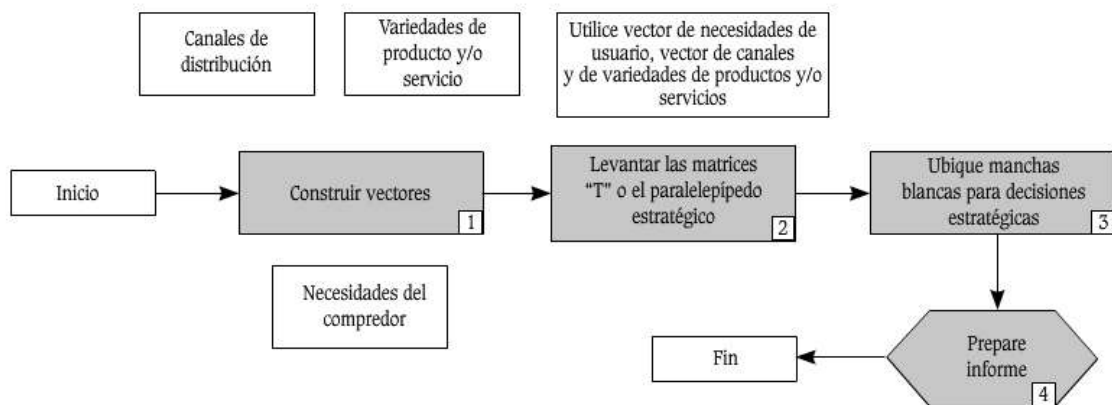 Canales de
distribución
Variedades de
producto y/o
servicio
Utilice vector de necesidades de
usuario, vector de canales
y de variedades de productos y/o
servicios
Inicio
Construir vectores
1
Levantar las matrices
“T” o el paralelepípedo
estratégico
2
Ubique manchas
blancas para decisiones
estratégicas
3
Necesidades del
compredor
Fin
Prepare
informe
4